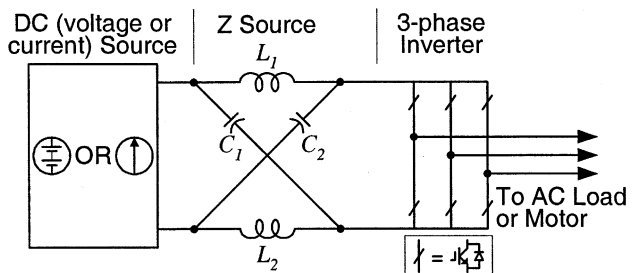 DC (voltage or
current) Source
Z Source
3-phase
Inverter
L1
OR
C1
C2
L2
To AC Load
or Motor
=